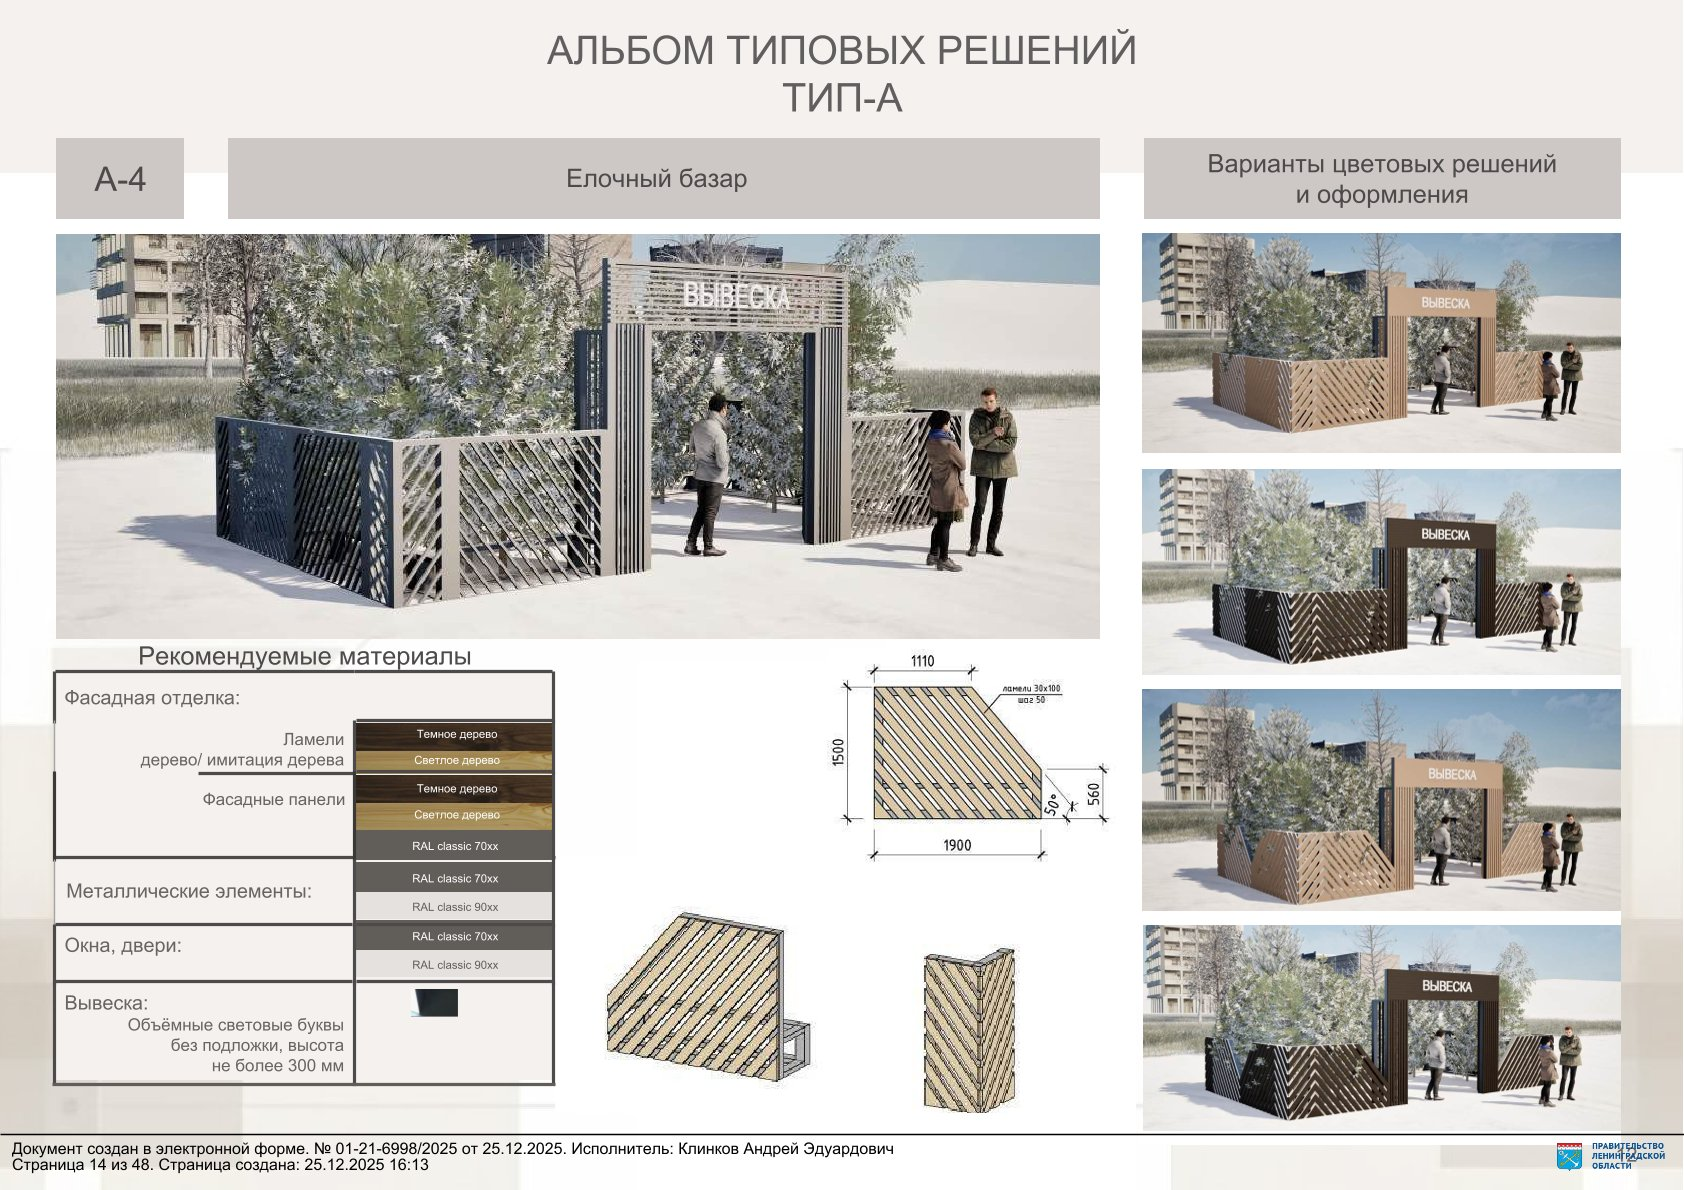 АЛЬБОМ ТИПОВЫХ РЕШЕНИЙ
ТИП-А
А-4
Елочный базар
Варианты цветовых решений
и оформления
ВЫВЕСКА
ВЫВЕСКА
ВЫВЕСКА
ВЫВЕСКА
ВЫВЕСКА
Рекомендуемые материалы
Фасадная отделка:
Ламели
дерево/ имитация дерева
Темное дерево
Светлое дерево
Фасадные панели
Темное дерево
Светлое дерево
RAL classic 70xx
Металлические элементы:
RAL classic 70xx
RAL classic 90xx
Окна, двери:
RAL classic 70xx
RAL classic 90xx
Вывеска:
Объёмные световые буквы
без подложки, высота
не более 300 мм
1110
ламели 30х100
шаг 50
1500
560
50°
1900
Документ создан в электронной форме. № 01-21-6998/2025 от 25.12.2025. Исполнитель: Клинков Андрей Эдуардович
Страница 14 из 48. Страница создана: 25.12.2025 16:13
ПРАВИТЕЛЬСТВО
ЛЕНИНГРАДСКОЙ
ОБЛАСТИ
12